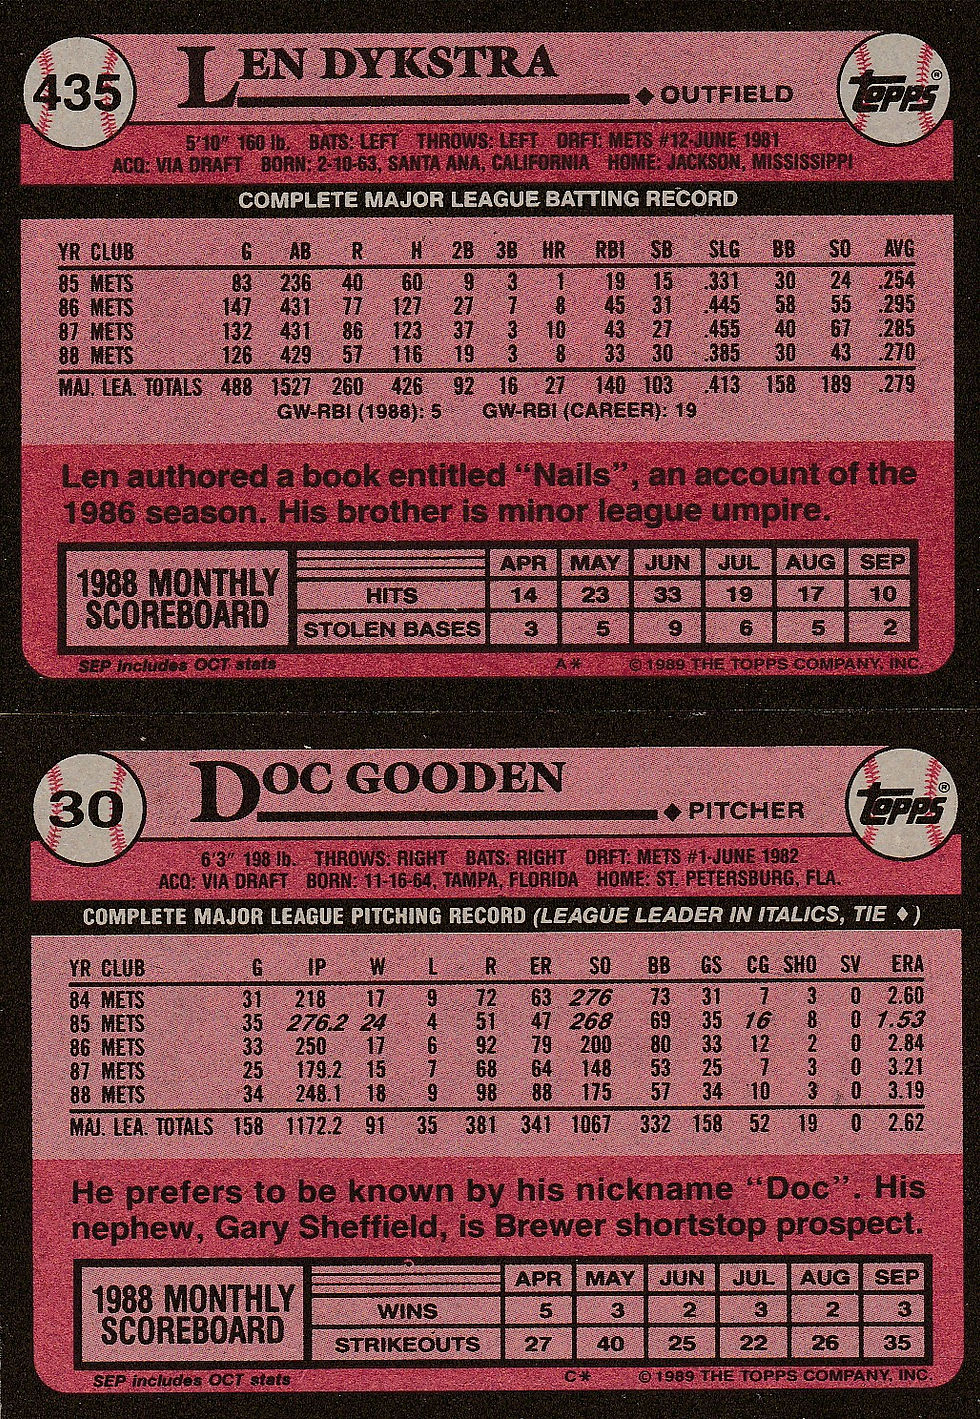 435
LEN DYKSTRA
◆ OUTFIELD
TOPPS®
5'10" 160 lb. BATS: LEFT THROWS: LEFT DRFT: METS #12-JUNE 1981
ACQ: VIA DRAFT BORN: 2-10-63, SANTA ANA, CALIFORNIA HOME: JACKSON, MISSISSIPPI
COMPLETE MAJOR LEAGUE BATTING RECORD
YR CLUB G AB R H 2B 3B HR RBI SB SLG BB SO AVG
85 METS 83 236 40 60 9 3 1 19 15 .331 30 24 .254
86 METS 147 431 77 127 27 7 8 45 31 .445 58 55 .295
87 METS 132 431 86 123 37 3 10 43 27 .455 40 67 .285
88 METS 126 429 57 116 19 3 8 33 30 .385 30 43 .270
MAJ. LEA. TOTALS 488 1527 260 426 92 16 27 140 103 .413 158 189 .279
GW-RBI (1988): 5 GW-RBI (CAREER): 19
Len authored a book entitled "Nails", an account of the
1986 season. His brother is minor league umpire.
1988 MONTHLY
SCOREBOARD
APR MAY JUN JUL AUG SEP
HITS 14 23 33 19 17 10
STOLEN BASES 3 5 9 6 5 2
SEP includes OCT stats A* © 1989 THE TOPPS COMPANY, INC.
30
DOC GOODEN
◆ PITCHER
TOPPS®
6'3" 198 lb. THROWS: RIGHT BATS: RIGHT DRFT: METS #1-JUNE 1982
ACQ: VIA DRAFT BORN: 11-16-64, TAMPA, FLORIDA HOME: ST. PETERSBURG, FLA.
COMPLETE MAJOR LEAGUE PITCHING RECORD (LEAGUE LEADER IN ITALICS, TIE ♦)
YR CLUB G IP W L R ER SO BB GS CG SHO SV ERA
84 METS 31 218 17 9 72 63 276 73 31 7 3 0 2.60
85 METS 35 276.2 24 4 51 47 268 69 35 16 8 0 1.53
86 METS 33 250 17 6 92 79 200 80 33 12 2 0 2.84
87 METS 25 179.2 15 7 68 64 148 53 25 7 3 0 3.21
88 METS 34 248.1 18 9 98 88 175 57 34 10 3 0 3.19
MAJ. LEA. TOTALS 158 1172.2 91 35 381 341 1067 332 158 52 19 0 2.62
He prefers to be known by his nickname "Doc". His
nephew, Gary Sheffield, is Brewer shortstop prospect.
1988 MONTHLY
SCOREBOARD
APR MAY JUN JUL AUG SEP
WINS 5 3 2 3 2 3
STRIKEOUTS 27 40 25 22 26 35
SEP includes OCT stats C* © 1989 THE TOPPS COMPANY, INC.